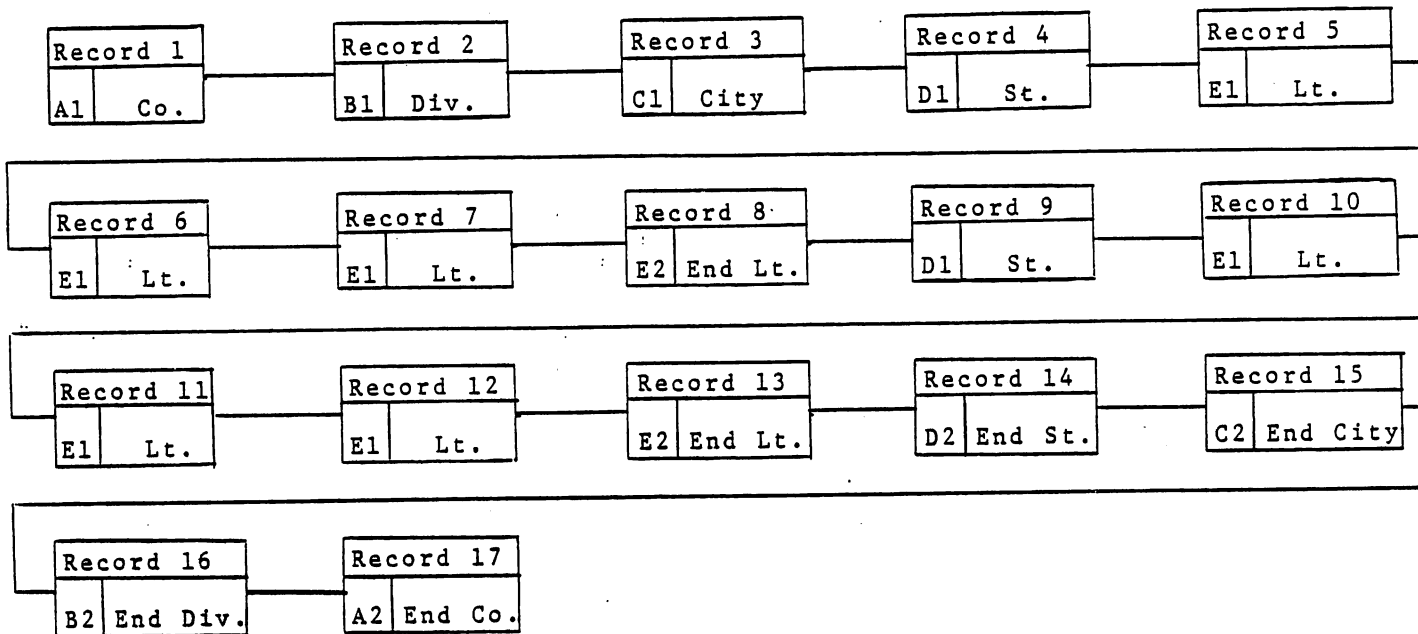 Record 1
A1 Co.
Record 2
B1 Div.
Record 3
C1 City
Record 4
D1 St.
Record 5
E1 Lt.
Record 6
E1 Lt.
Record 7
E1 Lt.
Record 8
E2 End Lt.
Record 9
D1 St.
Record 10
E1 Lt.
Record 11
E1 Lt.
Record 12
E1 Lt.
Record 13
E2 End Lt.
Record 14
D2 End St.
Record 15
C2 End City
Record 16
B2 End Div.
Record 17
A2 End Co.